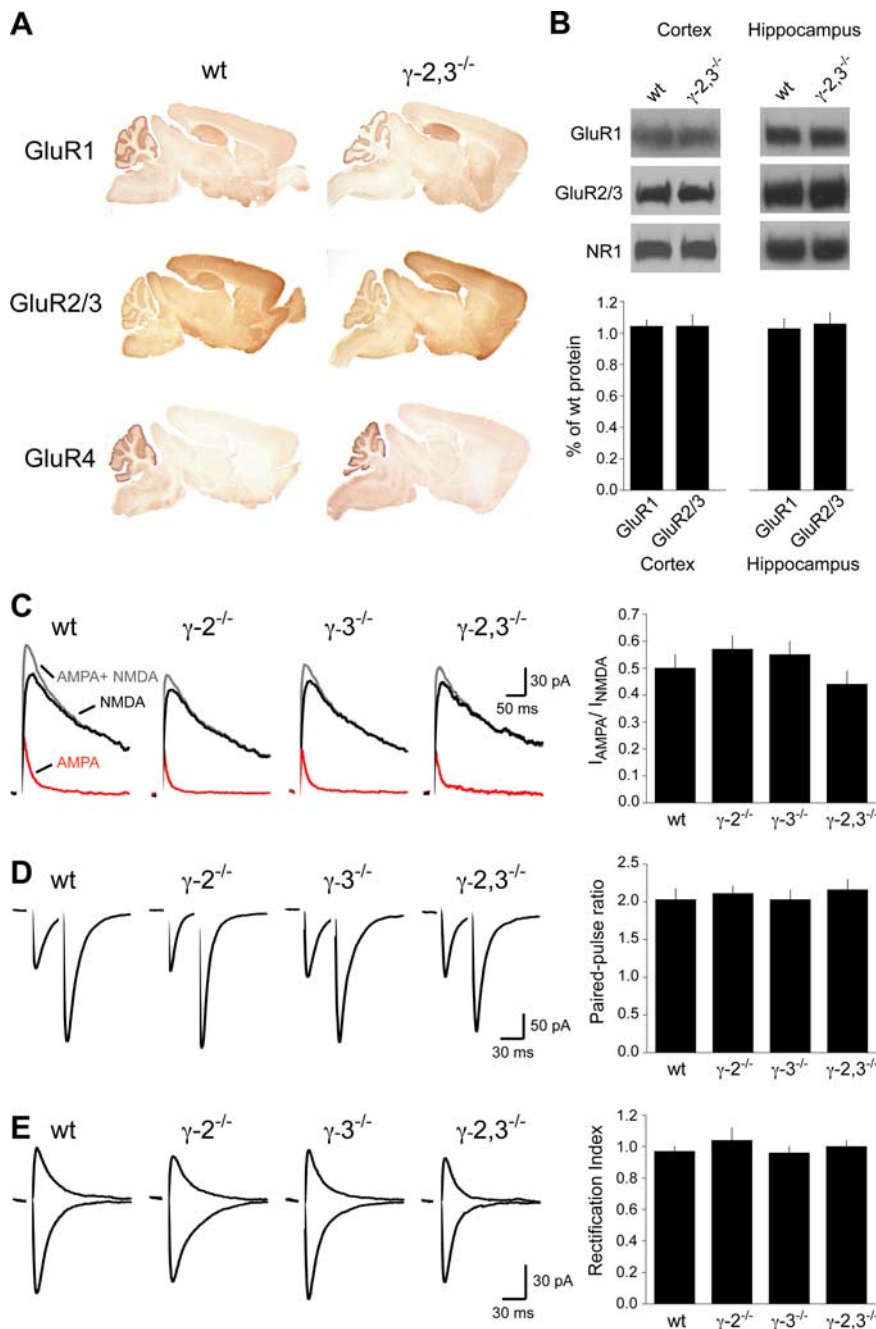 A
wt
γ-2,3-/-
GluR1
GluR2/3
GluR4
B
Cortex
Hippocampus
wt
γ-2,3-/-
wt
γ-2,3-/-
GluR1
GluR2/3
NR1
% of wt protein
1.2
1.0
0.8
0.6
0.4
0.2
0.0
GluR1
GluR2/3
GluR1
GluR2/3
Cortex
Hippocampus
C
wt
γ-2-/-
γ-3-/-
γ-2,3-/-
AMPA+ NMDA
NMDA
AMPA
30 pA
50 ms
IAMPA/ INMDA
0.7
0.6
0.5
0.4
0.3
0.2
0.1
0.0
wt
γ-2-/-
γ-3-/-
γ-2,3-/-
D
wt
γ-2-/-
γ-3-/-
γ-2,3-/-
50 pA
30 ms
Paired-pulse ratio
2.5
2.0
1.5
1.0
0.5
0.0
wt
γ-2-/-
γ-3-/-
γ-2,3-/-
E
wt
γ-2-/-
γ-3-/-
γ-2,3-/-
30 pA
30 ms
Rectification Index
1.2
1.0
0.8
0.6
0.4
0.2
0.0
wt
γ-2-/-
γ-3-/-
γ-2,3-/-